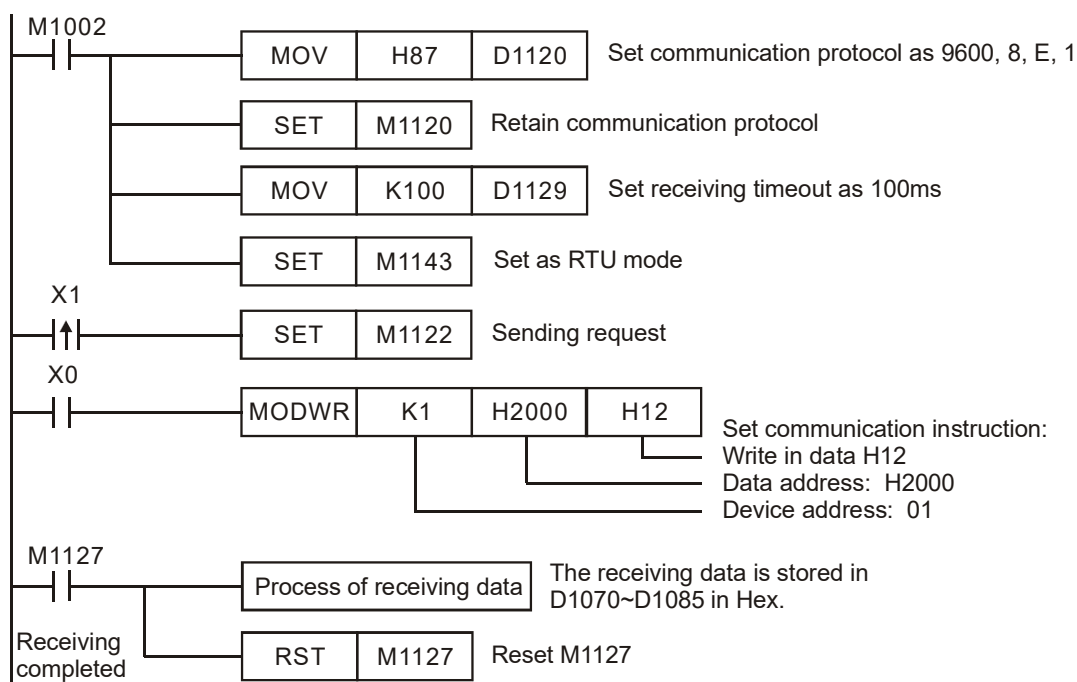 M1002
MOV H87 D1120 Set communication protocol as 9600, 8, E, 1
SET M1120 Retain communication protocol
MOV K100 D1129 Set receiving timeout as 100ms
SET M1143 Set as RTU mode
X1
SET M1122 Sending request
X0
MODWR K1 H2000 H12
Set communication instruction:
Write in data H12
Data address: H2000
Device address: 01
M1127
Process of receiving data
The receiving data is stored in
D1070~D1085 in Hex.
Receiving
completed
RST M1127 Reset M1127